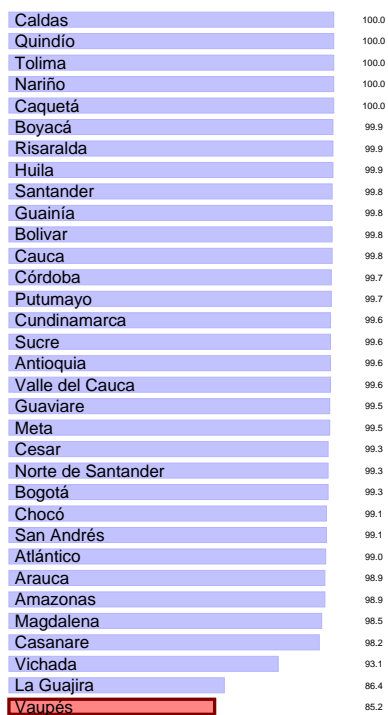 Caldas 100.0
Quindío 100.0
Tolima 100.0
Nariño 100.0
Caquetá 100.0
Boyacá 99.9
Risaralda 99.9
Huila 99.9
Santander 99.8
Guainía 99.8
Bolivar 99.8
Cauca 99.8
Córdoba 99.7
Putumayo 99.7
Cundinamarca 99.6
Sucre 99.6
Antioquia 99.6
Valle del Cauca 99.6
Guaviare 99.5
Meta 99.5
Cesar 99.3
Norte de Santander 99.3
Bogotá 99.3
Chocó 99.1
San Andrés 99.1
Atlántico 99.0
Arauca 98.9
Amazonas 98.9
Magdalena 98.5
Casanare 98.2
Vichada 93.1
La Guajira 86.4
Vaupés 85.2